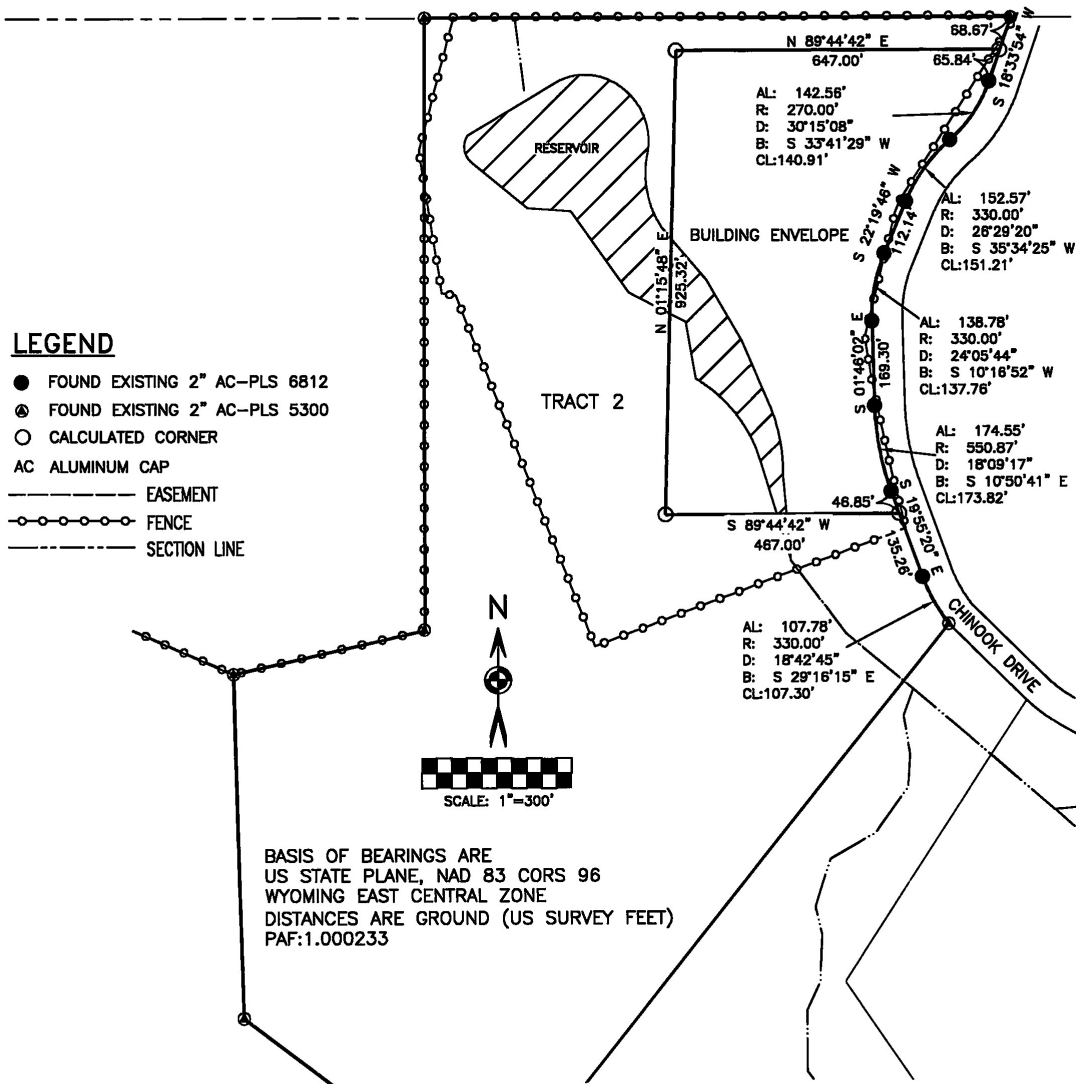 68.67'
S 18°33'54" W
N 89°44'42" E
647.00'
65.84'
AL: 142.56'
R: 270.00'
D: 30°15'08"
B: S 33°41'29" W
CL:140.91'
RESERVOIR
AL: 152.57'
R: 330.00'
D: 26°29'20"
B: S 35°34'25" W
CL:151.21'
S 22°19'46" W
112.14'
BUILDING ENVELOPE
N 01°15'48" E
925.32'
AL: 138.78'
R: 330.00'
D: 24°05'44"
B: S 10°16'52" W
CL:137.76'
S 01°46'02" E
169.30'
LEGEND
FOUND EXISTING 2" AC-PLS 6812
FOUND EXISTING 2" AC-PLS 5300
CALCULATED CORNER
AC ALUMINUM CAP
EASEMENT
FENCE
SECTION LINE
TRACT 2
AL: 174.55'
R: 550.87'
D: 18°09'17"
B: S 10°50'41" E
CL:173.82'
46.85'
S 19°55'20" E
135.26'
S 89°44'42" W
467.00'
CHINOOK DRIVE
AL: 107.78'
R: 330.00'
D: 18°42'45"
B: S 29°16'15" E
CL:107.30'
N
SCALE: 1"=300'
BASIS OF BEARINGS ARE
US STATE PLANE, NAD 83 CORS 96
WYOMING EAST CENTRAL ZONE
DISTANCES ARE GROUND (US SURVEY FEET)
PAF:1.000233